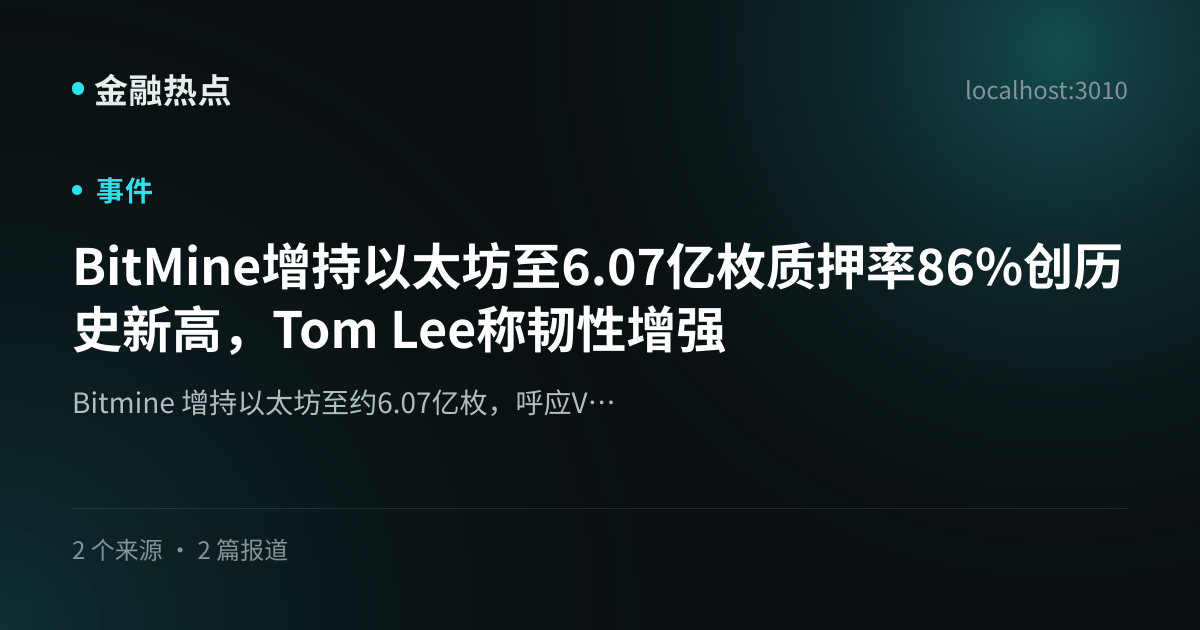 金融热点
localhost:3010
事件
BitMine增持以太坊至6.07亿枚质押率86%创历
史新高，Tom Lee称韧性增强
Bitmine 增持以太坊至约6.07亿枚，呼应V…
2 个来源 · 2 篇报道